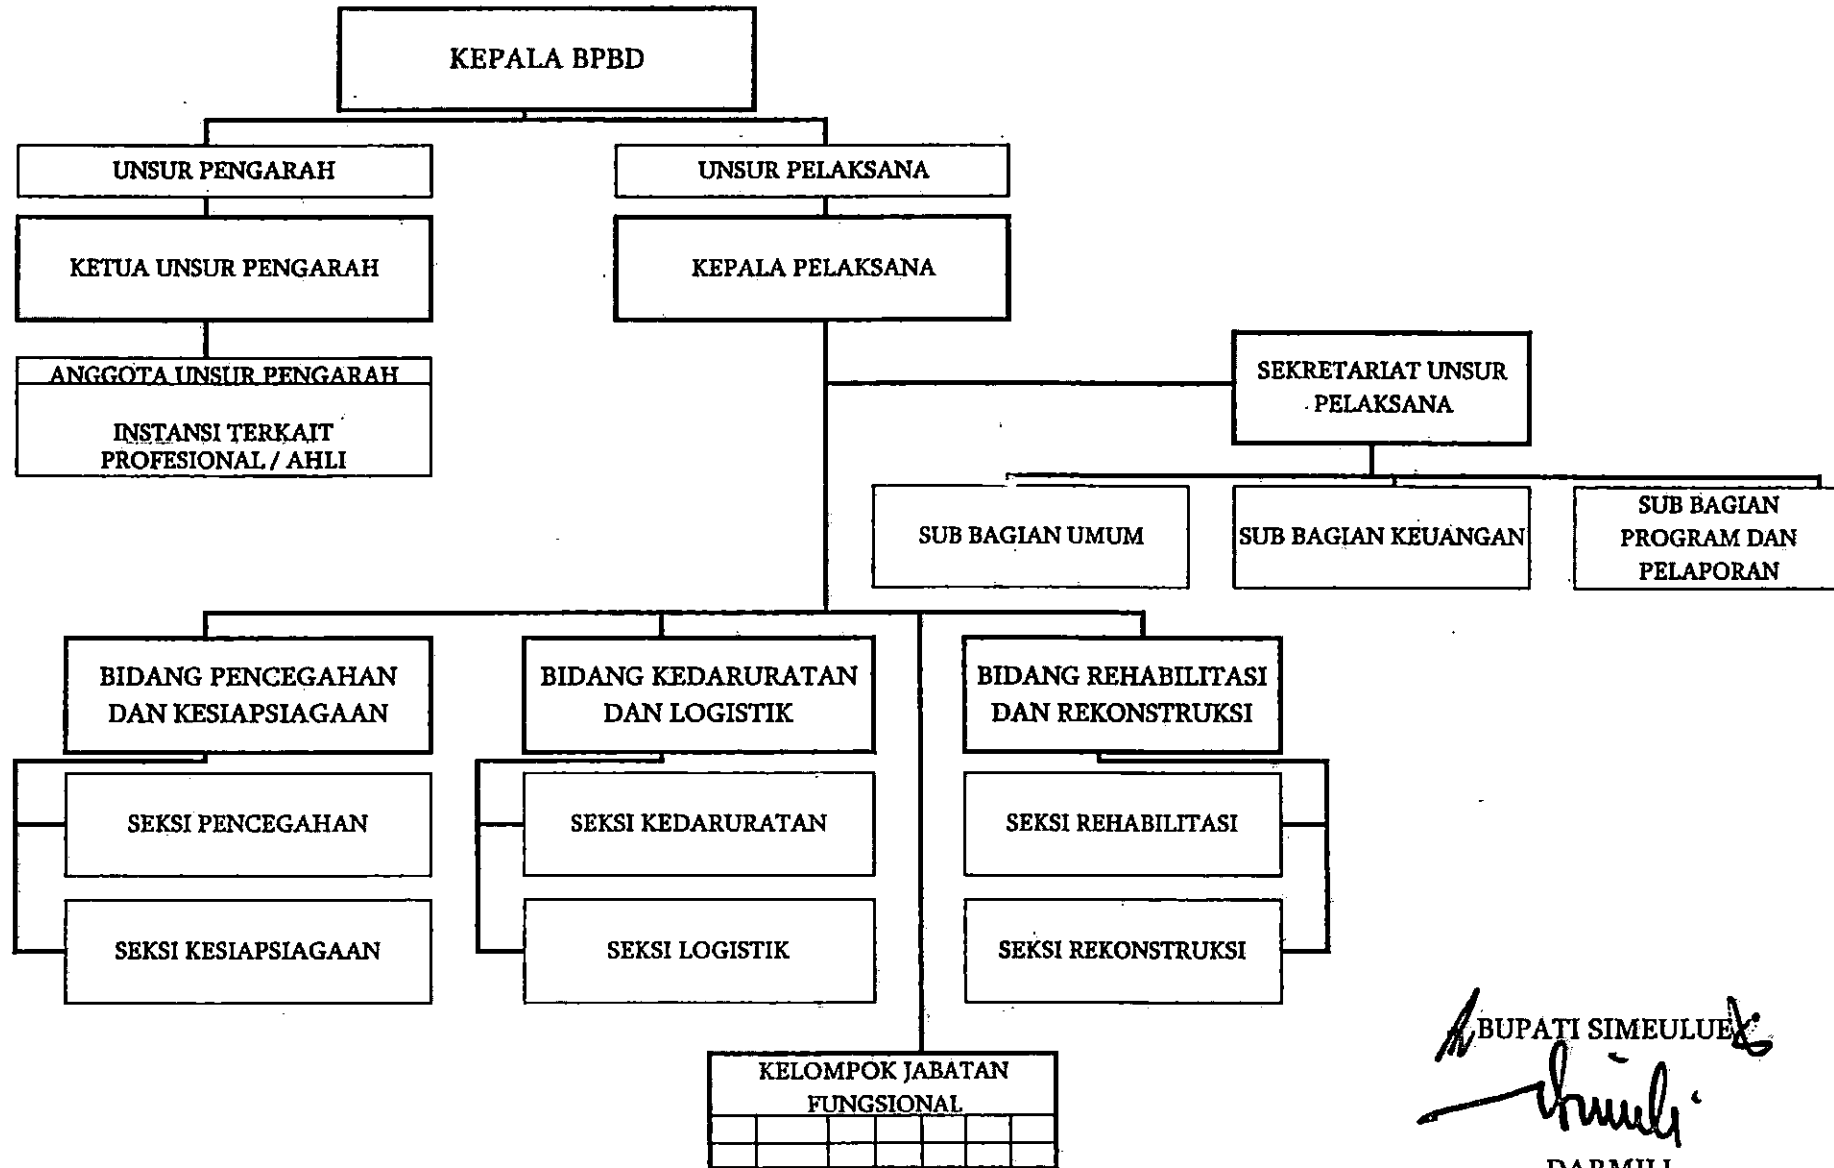 KEPALA BPBD
UNSUR PENGARAH
UNSUR PELAKSANA
KETUA UNSUR PENGARAH
KEPALA PELAKSANA
ANGGOTA UNSUR PENGARAH
INSTANSI TERKAIT
PROFESIONAL / AHLI
SEKRETARIAT UNSUR
PELAKSANA
SUB BAGIAN UMUM
SUB BAGIAN KEUANGAN
SUB BAGIAN
PROGRAM DAN
PELAPORAN
BIDANG PENCEGAHAN
DAN KESIAPSIAGAAN
BIDANG KEDARURATAN
DAN LOGISTIK
BIDANG REHABILITASI
DAN REKONSTRUKSI
SEKSI PENCEGAHAN
SEKSI KEDARURATAN
SEKSI REHABILITASI
SEKSI KESIAPSIAGAAN
SEKSI LOGISTIK
SEKSI REKONSTRUKSI
KELOMPOK JABATAN
FUNGSIONAL
BUPATI SIMEULUE
DARMILI